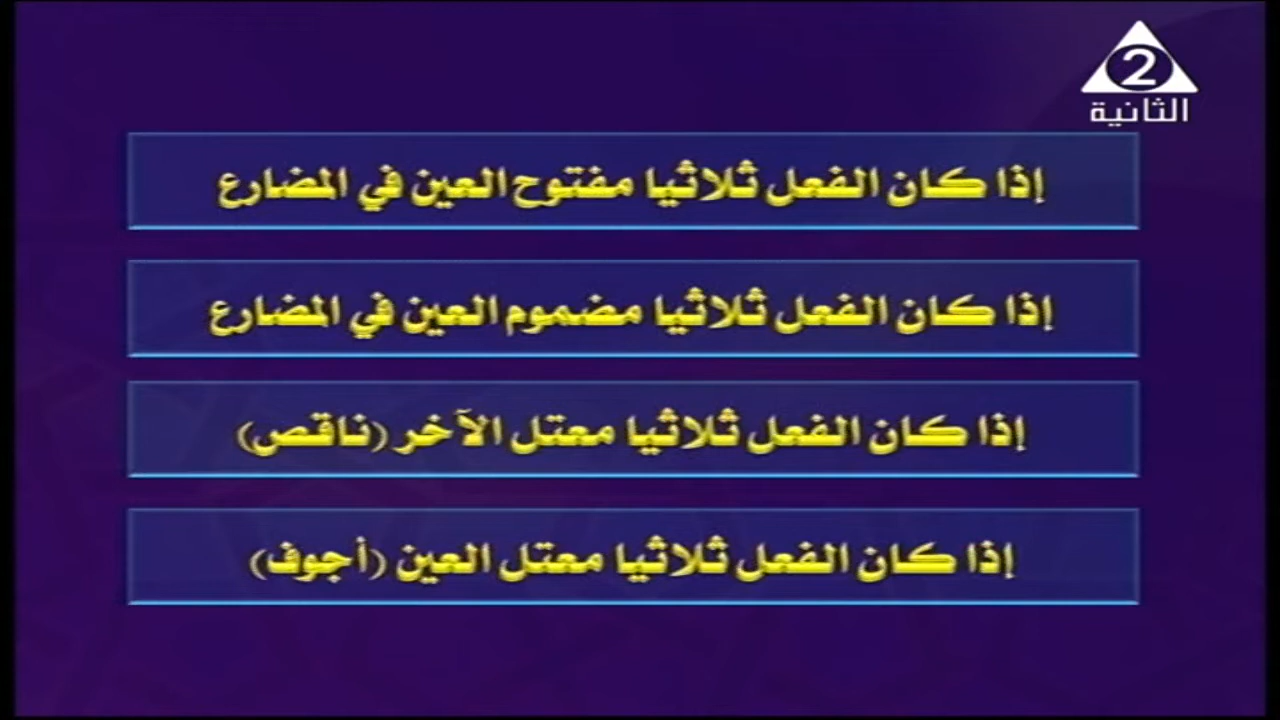 2
الثانية
إذا كان الفعل ثلاثيا مفتوح العين في المضارع
إذا كان الفعل ثلاثيا مضموم العين في المضارع
إذا كان الفعل ثلاثيا معتل الآخر (ناقص)
إذا كان الفعل ثلاثيا معتل العين (أجوف)